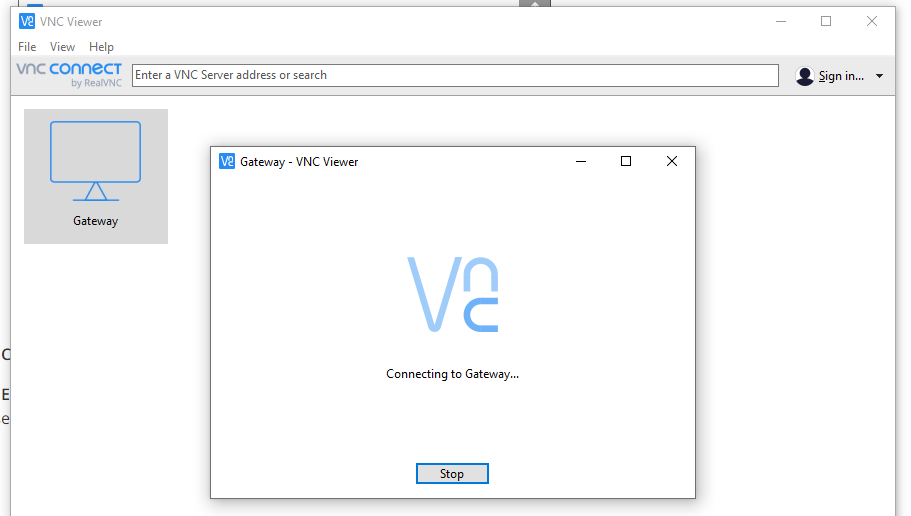 VNC Viewer
File View Help
vnc connect
by RealVNC
Enter a VNC Server address or search
Sign in...
Gateway
Gateway - VNC Viewer
Connecting to Gateway...
Stop